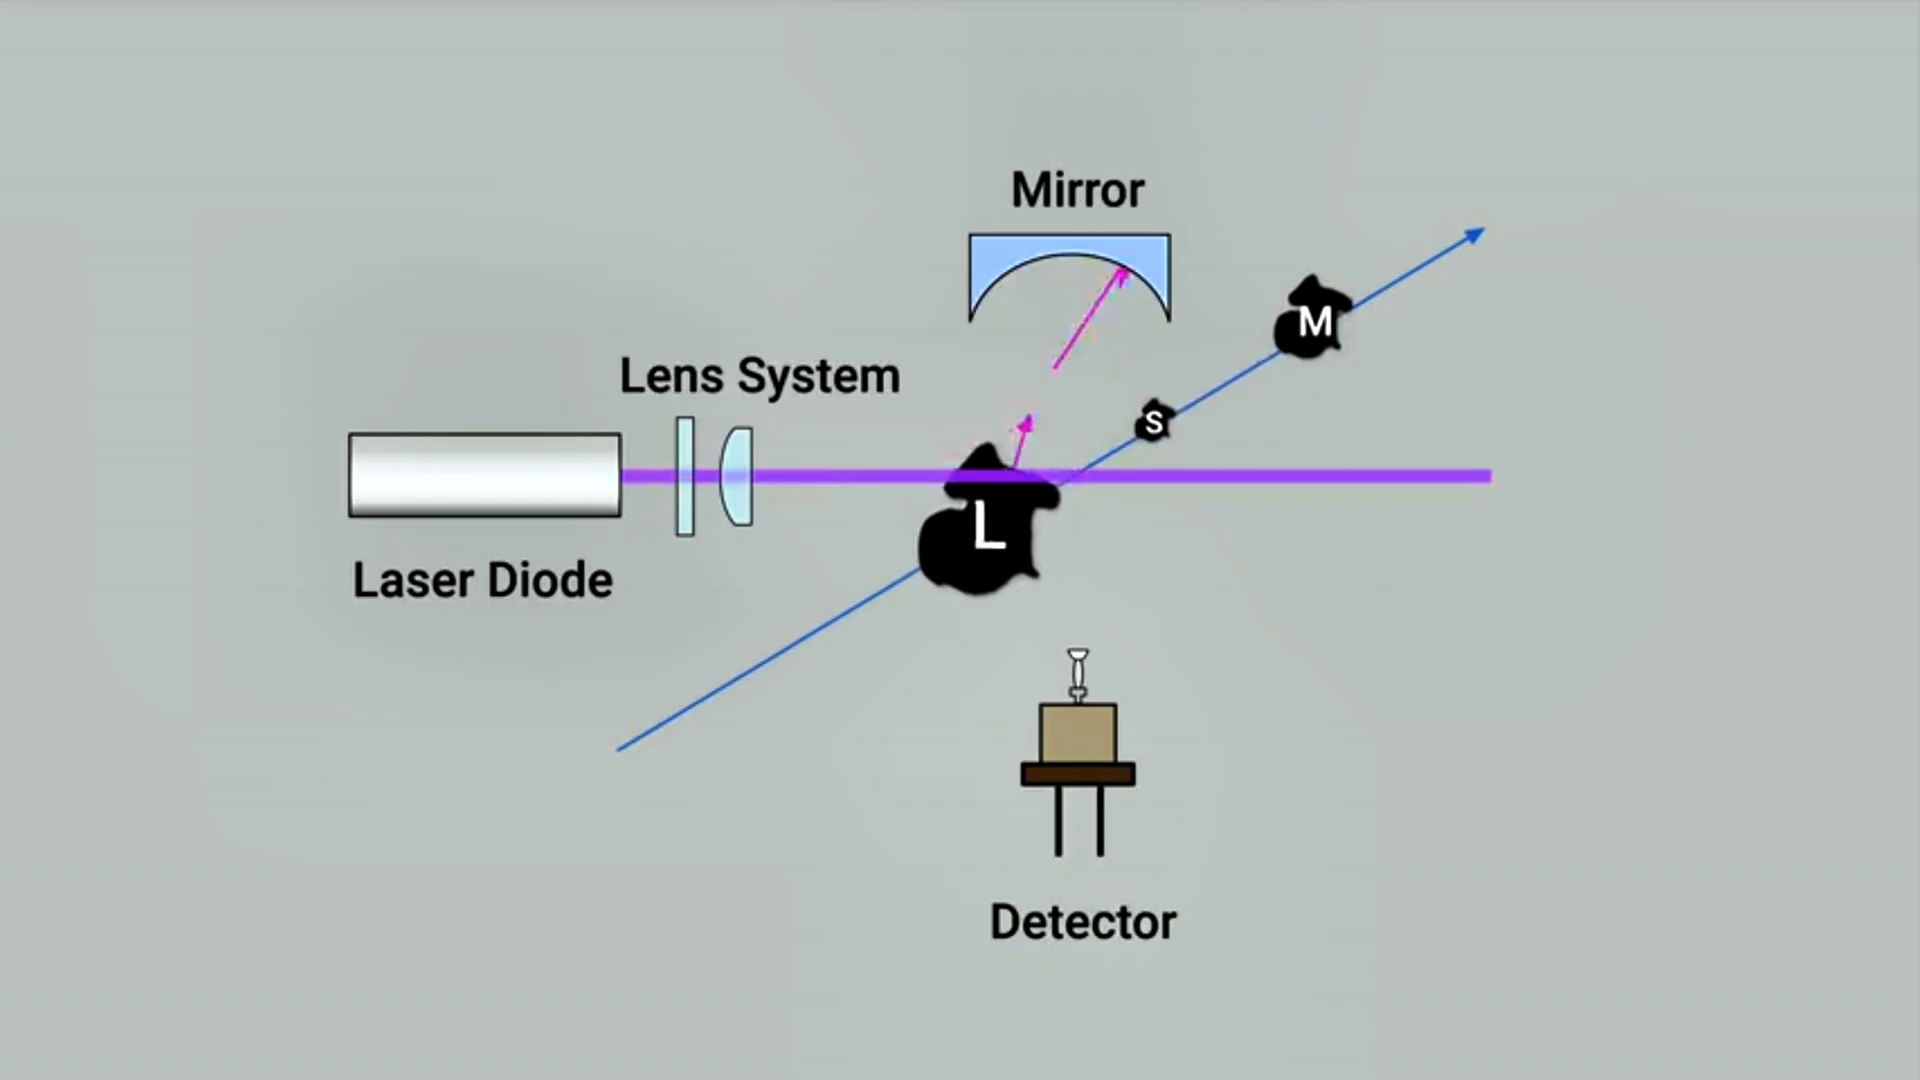 Mirror
M
Lens System
S
L
Laser Diode
Detector